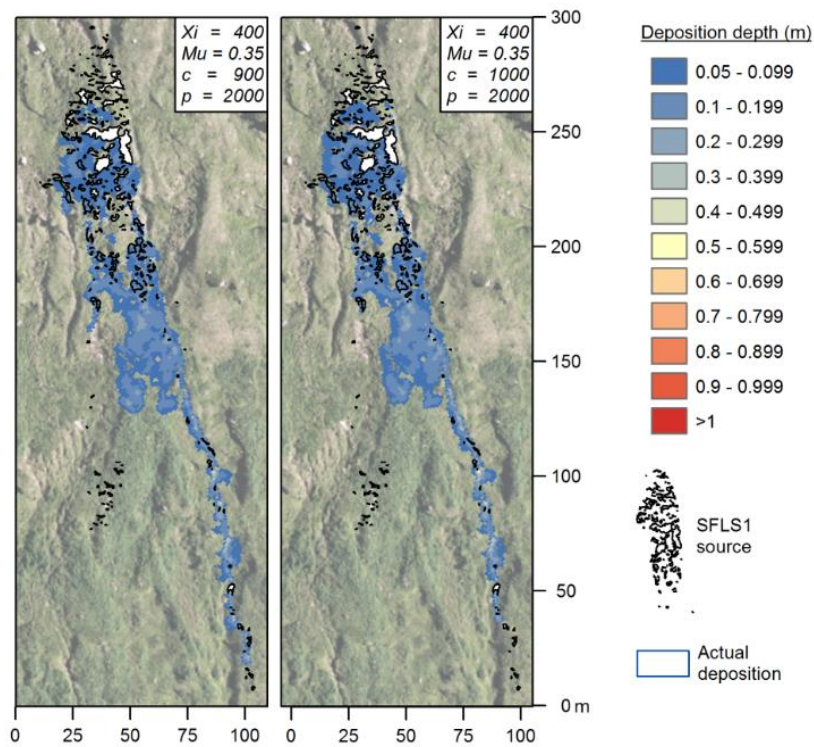 Xi = 400
Mu = 0.35
c = 900
p = 2000
Xi = 400
Mu = 0.35
c = 1000
p = 2000
300
250
200
150
100
50
0 m
0 25 50 75 100
0 25 50 75 100
Deposition depth (m)
0.05 - 0.099
0.1 - 0.199
0.2 - 0.299
0.3 - 0.399
0.4 - 0.499
0.5 - 0.599
0.6 - 0.699
0.7 - 0.799
0.8 - 0.899
0.9 - 0.999
>1
SFLS1
source
Actual
deposition